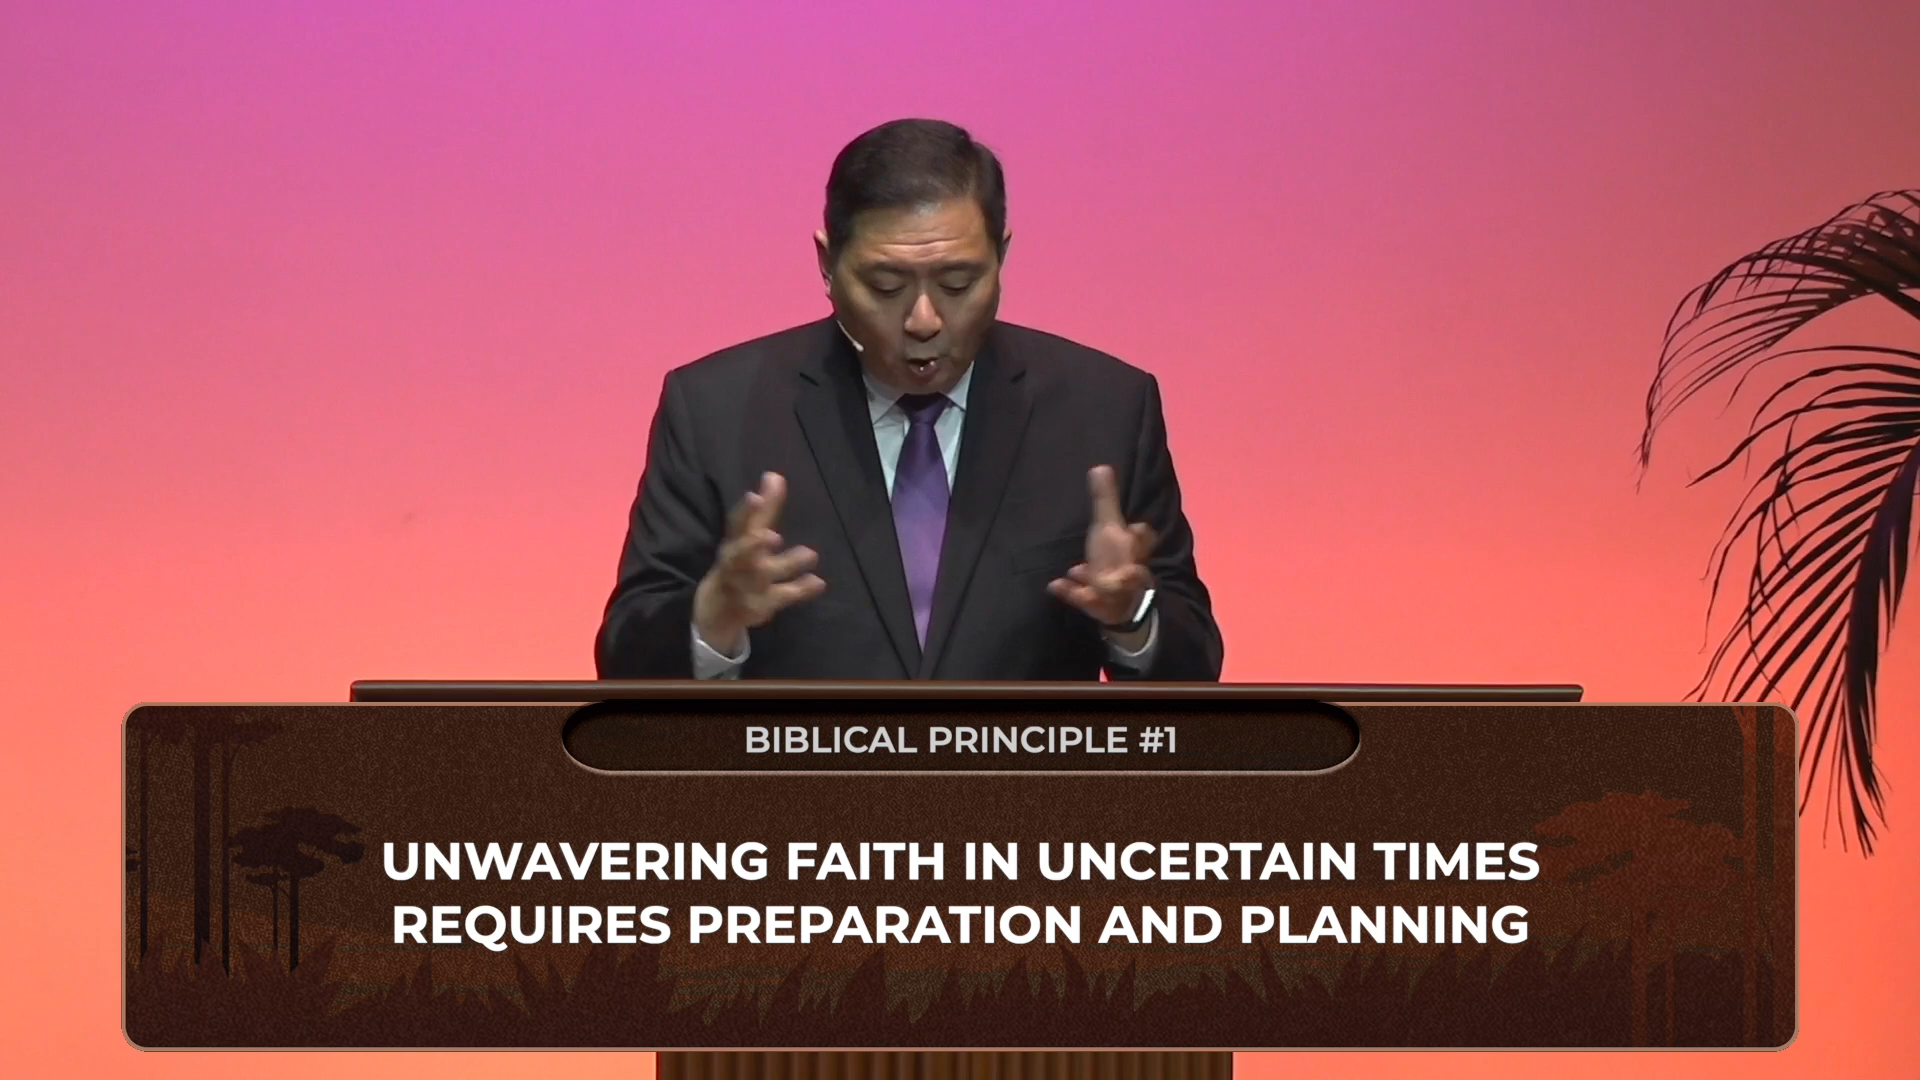 BIBLICAL PRINCIPLE #1
UNWAVERING FAITH IN UNCERTAIN TIMES
REQUIRES PREPARATION AND PLANNING